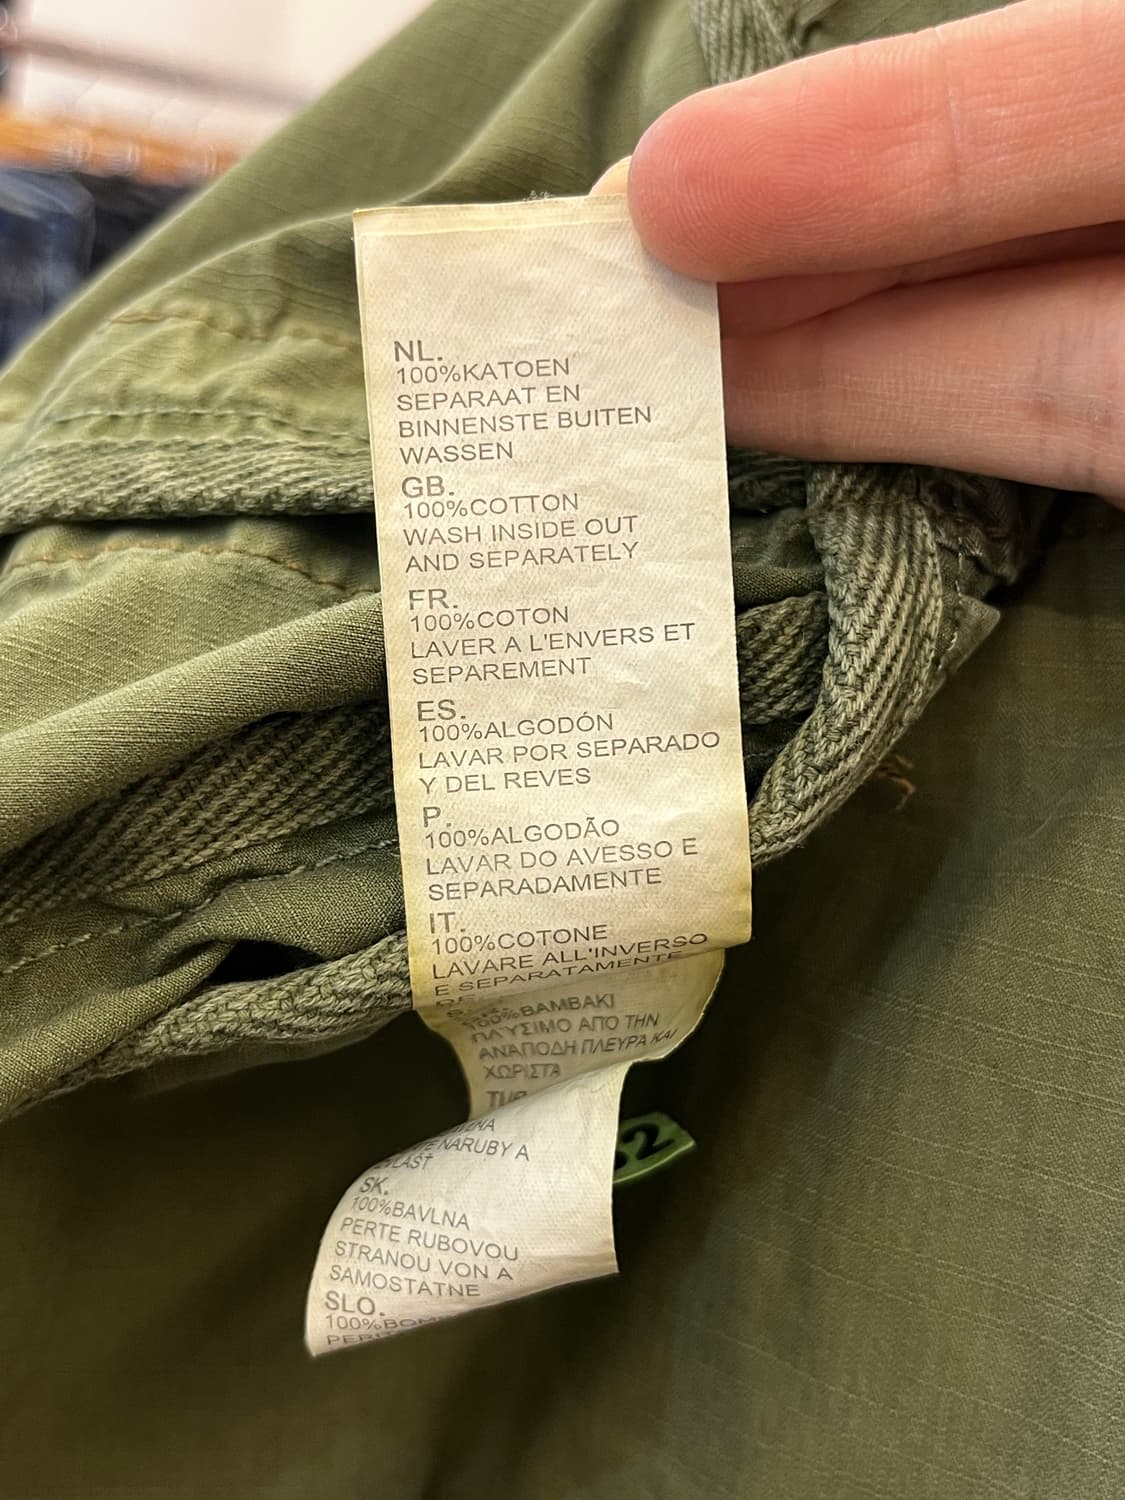 NL.
100%KATOEN
SEPARAAT EN
BINNENSTE BUITEN
WASSEN
GB.
100%COTTON
WASH INSIDE OUT
AND SEPARATELY
FR.
100%COTON
LAVER A L'ENVERS ET
SEPAREMENT
ES.
100%ALGODÓN
LAVAR POR SEPARADO
Y DEL REVES
P.
100%ALGODÃO
LAVAR DO AVESSO E
SEPARADAMENTE
IT.
100%COTONE
LAVARE ALL'INVERSO
E SEPARATAMENTE
100%BAMBAKI
ΠΛΥΣΙΜΟ ΑΠΟ ΤΗΝ
ΑΝΑΠΟΔΗ ΠΛΕΥΡΑ ΚΑΙ
ΧΩΡΙΣΤΑ
NARUBY A
SK.
100%BAVLNA
PERTE RUBOVOU
STRANOU VON A
SAMOSTATNE
SLO.